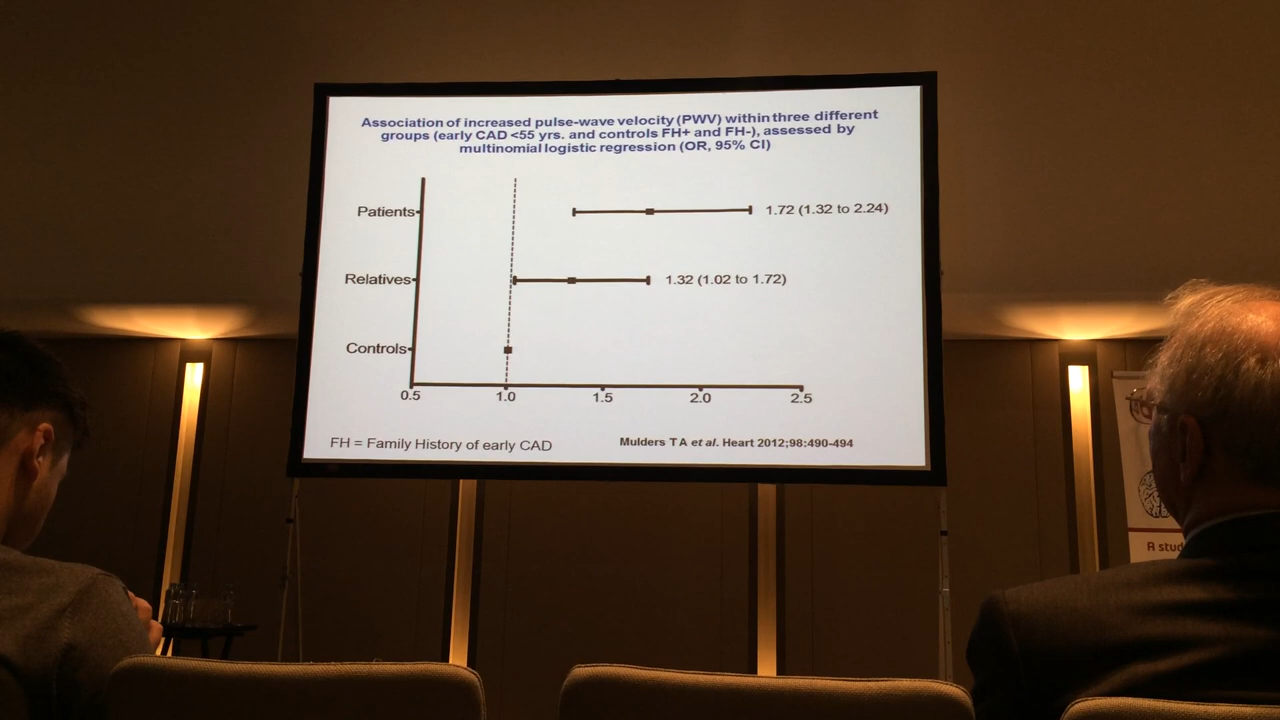 Association of increased pulse-wave velocity (PWV) within three different
groups (early CAD <55 yrs. and controls FH+ and FH-), assessed by
multinomial logistic regression (OR, 95% CI)
Patients
1.72 (1.32 to 2.24)
Relatives
1.32 (1.02 to 1.72)
Controls
0.5 1.0 1.5 2.0 2.5
FH = Family History of early CAD
Mulders T A et al. Heart 2012;98:490-494
A stud